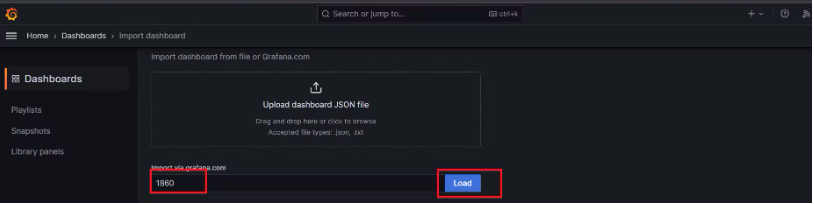 Search or jump to...
ctrl+k
Home › Dashboards › Import dashboard
Import dashboard from file or Grafana.com
Dashboards
Upload dashboard JSON file
Drag and drop here or click to browse
Accepted file types: .json, .txt
Playlists
Snapshots
Library panels
Import via grafana.com
1860
Load